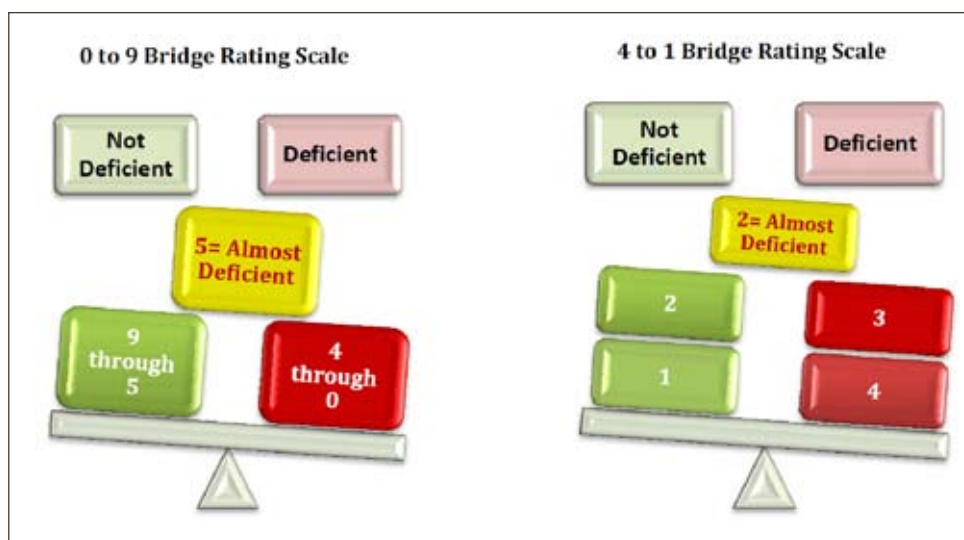 0 to 9 Bridge Rating Scale
Not
Deficient
Deficient
5= Almost
Deficient
9
through
5
4
through
0
4 to 1 Bridge Rating Scale
Not
Deficient
Deficient
2= Almost
Deficient
2
3
1
4